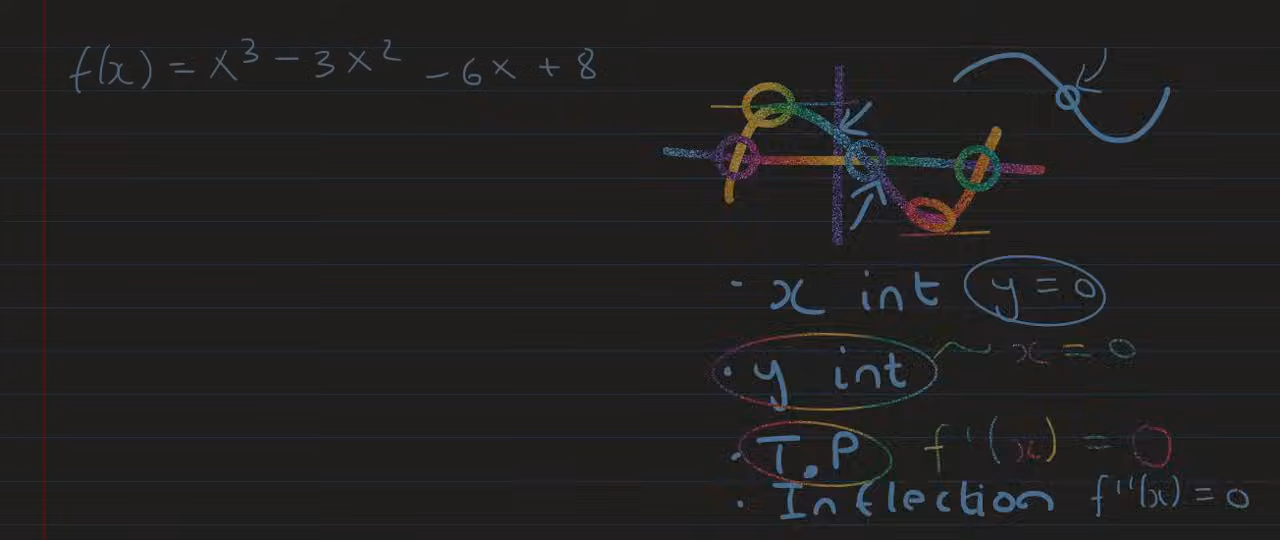 f(x) = x³ - 3x² - 6x + 8
· x int y = 0
· y int x = 0
· T.P f'(x) = 0
· Inflection f''(x) = 0